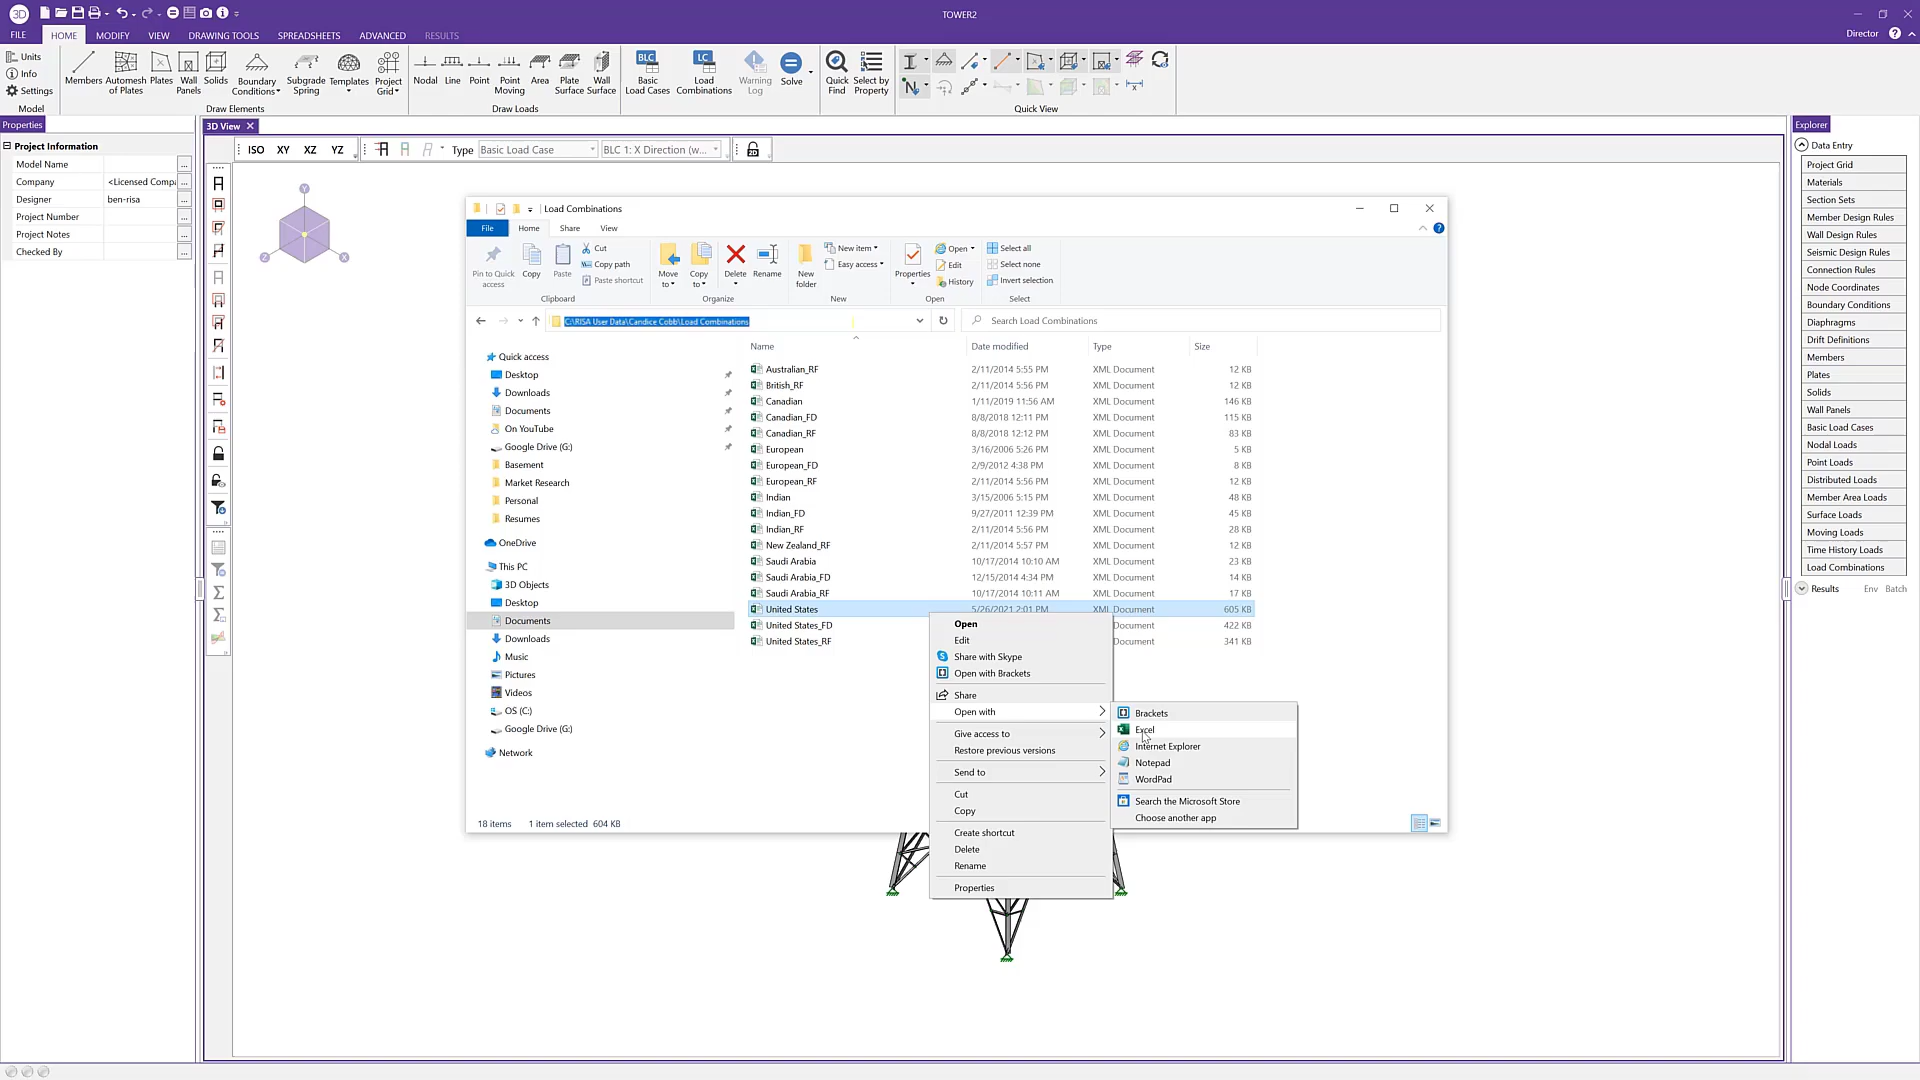 3D
TOWER2
FILE HOME MODIFY VIEW DRAWING TOOLS SPREADSHEETS ADVANCED RESULTS
Director
Units
Info
Settings
Model
Members
Automesh of Plates
Plates
Wall Panels
Solids
Boundary Conditions
Subgrade Spring
Templates
Project Grid
Draw Elements
Nodal
Line
Point
Point Moving
Area
Plate Surface
Wall Surface
Draw Loads
BLC
Basic Load Cases
LC
Load Combinations
Warning Log
Solve
Quick Find
Select by Property
Quick View
Properties
Project Information
Model Name
Company <Licensed Compa
Designer ben-risa
Project Number
Project Notes
Checked By
3D View
ISO XY XZ YZ Type Basic Load Case BLC 1: X Direction (w...
Y
Z
X
Load Combinations
File Home Share View
Pin to Quick access
Copy
Paste
Cut
Copy path
Paste shortcut
Clipboard
Move to
Copy to
Delete
Rename
Organize
New folder
New item
Easy access
New
Properties
Open
Edit
History
Open
Select all
Select none
Invert selection
Select
C:\RISA User Data\Candice Cobb\Load Combinations
Search Load Combinations
Quick access
Desktop
Downloads
Documents
On YouTube
Google Drive (G:)
Basement
Market Research
Personal
Resumes
OneDrive
This PC
3D Objects
Desktop
Documents
Downloads
Music
Pictures
Videos
OS (C:)
Google Drive (G:)
Network
Name Date modified Type Size
Australian_RF 2/11/2014 5:55 PM XML Document 12 KB
British_RF 2/11/2014 5:56 PM XML Document 12 KB
Canadian 1/11/2019 11:56 AM XML Document 146 KB
Canadian_FD 8/8/2018 12:11 PM XML Document 115 KB
Canadian_RF 8/8/2018 12:12 PM XML Document 83 KB
European 3/16/2006 5:26 PM XML Document 5 KB
European_FD 2/9/2012 4:38 PM XML Document 8 KB
European_RF 2/11/2014 5:56 PM XML Document 12 KB
Indian 3/15/2006 5:15 PM XML Document 48 KB
Indian_FD 9/27/2011 12:39 PM XML Document 45 KB
Indian_RF 2/11/2014 5:56 PM XML Document 28 KB
New Zealand_RF 2/11/2014 5:57 PM XML Document 12 KB
Saudi Arabia 10/17/2014 10:10 AM XML Document 23 KB
Saudi Arabia_FD 12/15/2014 4:34 PM XML Document 14 KB
Saudi Arabia_RF 10/17/2014 10:11 AM XML Document 17 KB
United States 5/26/2021 2:01 PM XML Document 605 KB
United States_FD Document 422 KB
United States_RF Document 341 KB
Open
Edit
Share with Skype
Open with Brackets
Share
Open with
Give access to
Restore previous versions
Send to
Cut
Copy
Create shortcut
Delete
Rename
Properties
Brackets
Excel
Internet Explorer
Notepad
WordPad
Search the Microsoft Store
Choose another app
18 items 1 item selected 604 KB
Explorer
Data Entry
Project Grid
Materials
Section Sets
Member Design Rules
Wall Design Rules
Seismic Design Rules
Connection Rules
Node Coordinates
Boundary Conditions
Diaphragms
Drift Definitions
Members
Plates
Solids
Wall Panels
Basic Load Cases
Nodal Loads
Point Loads
Distributed Loads
Member Area Loads
Surface Loads
Moving Loads
Time History Loads
Load Combinations
Results Env Batch